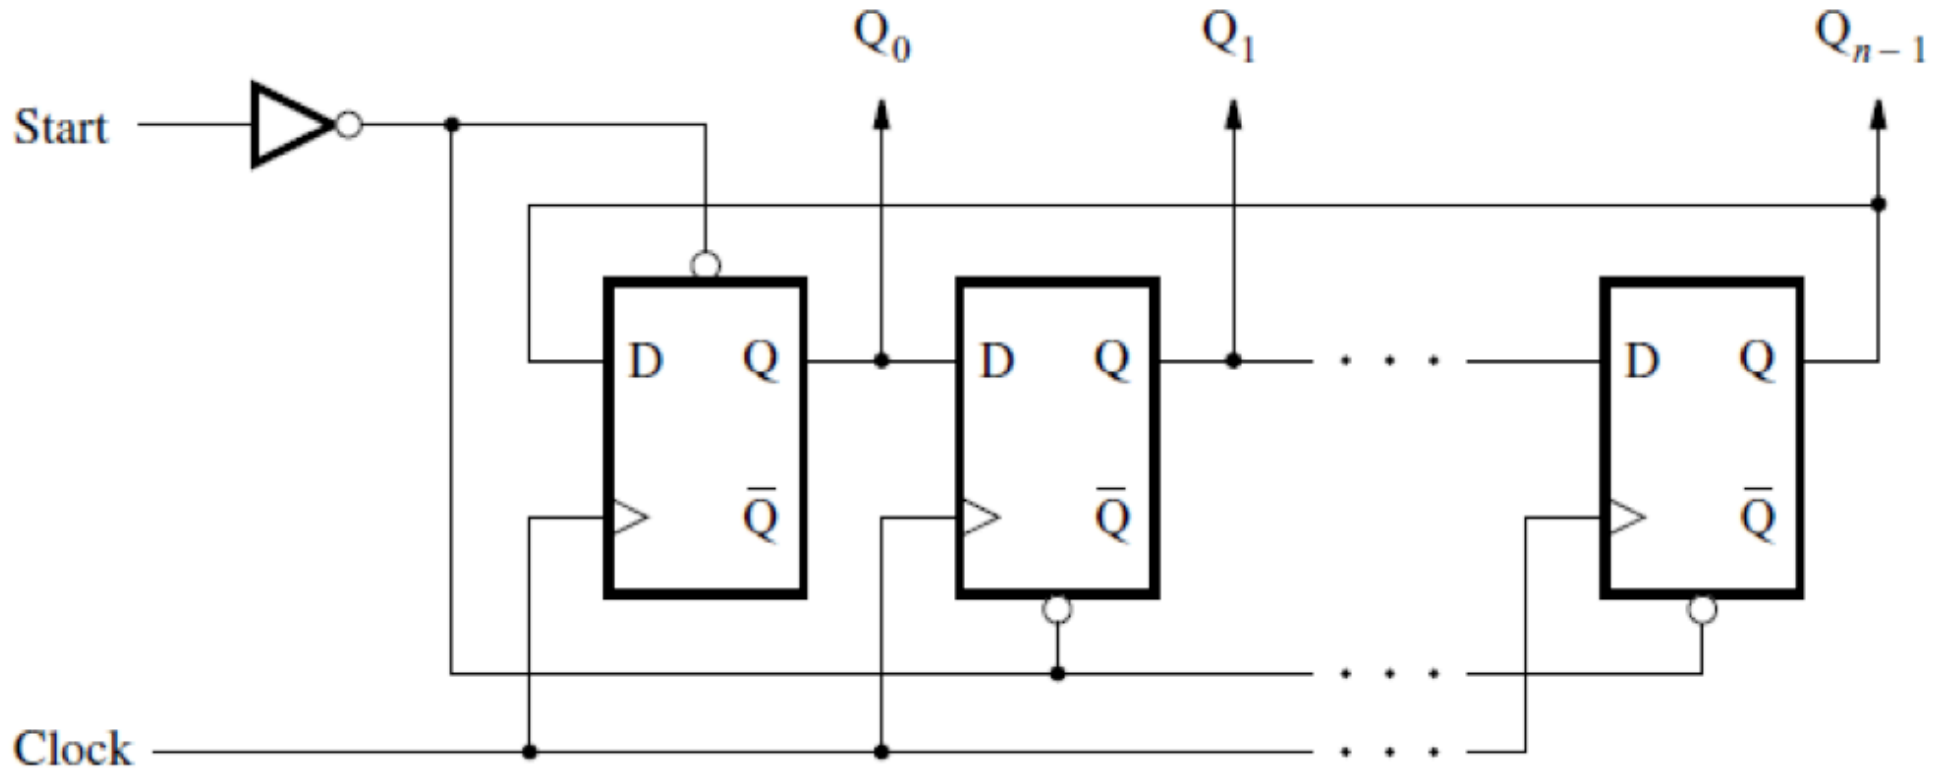 Q₀ Q₁ Qₙ₋₁
Start
D Q D Q · · · D Q
Q̅ Q̅ Q̅
· · ·
Clock · · ·